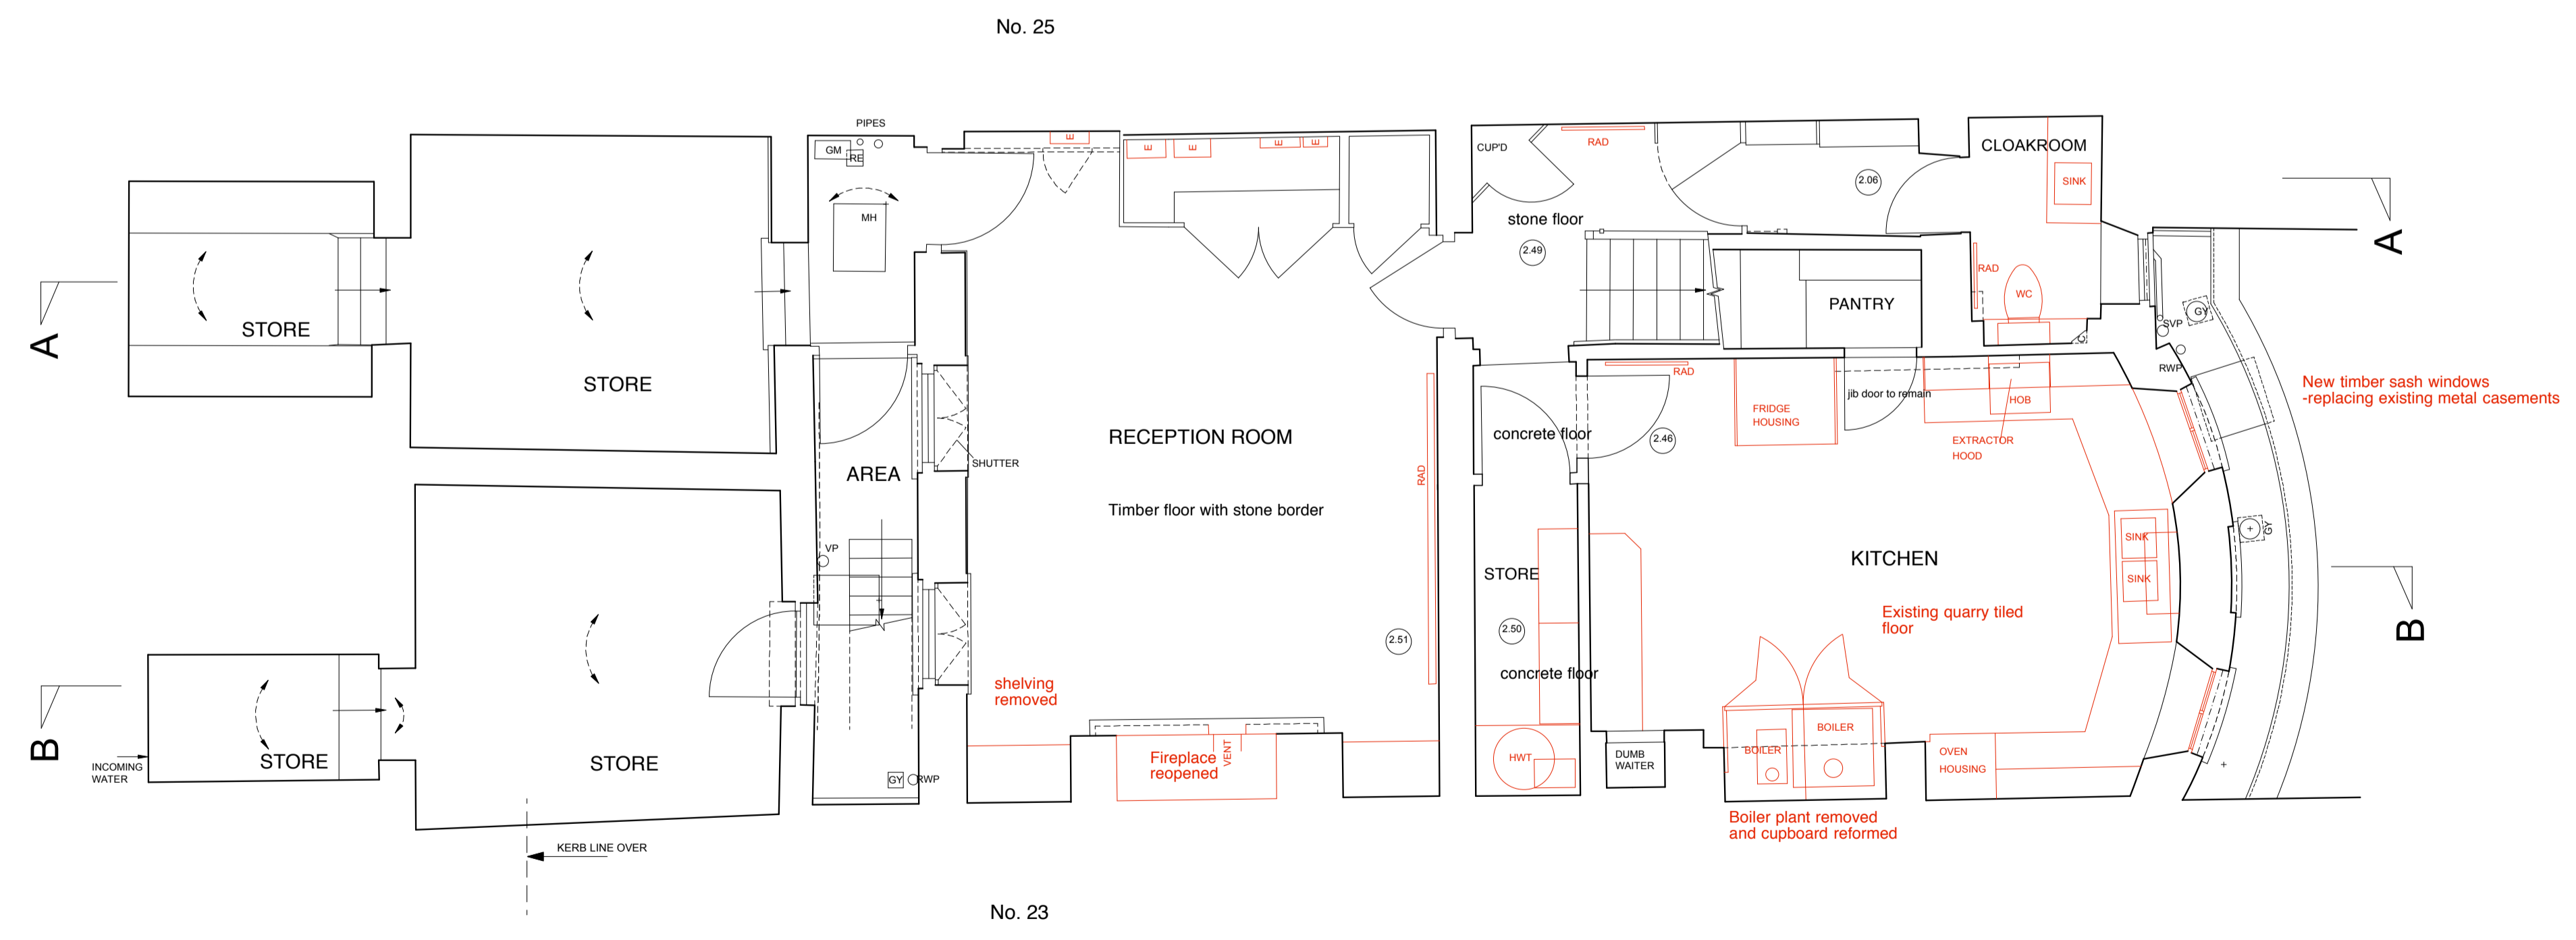 No. 25
PIPES
GM
RE
MH
E
E
E
E
E
CUP'D
RAD
2.06
CLOAKROOM
SINK
stone floor
2.49
A
A
STORE
STORE
PANTRY
RAD
WC
SVP
GY
RWP
C
New timber sash windows
-replacing existing metal casements
RAD
FRIDGE
HOUSING
jib door to remain
HOB
EXTRACTOR
HOOD
concrete floor
2.46
RECEPTION ROOM
SHUTTER
AREA
RAD
Timber floor with stone border
VP
GY
SINK
SINK
STORE
KITCHEN
Existing quarry tiled
floor
2.51
2.50
concrete floor
B
B
shelving
removed
Fireplace
reopened
VENT
HWT
DUMB
WAITER
BOILER
BOILER
OVEN
HOUSING
INCOMING
WATER
STORE
STORE
GY
RWP
Boiler plant removed
and cupboard reformed
KERB LINE OVER
No. 23